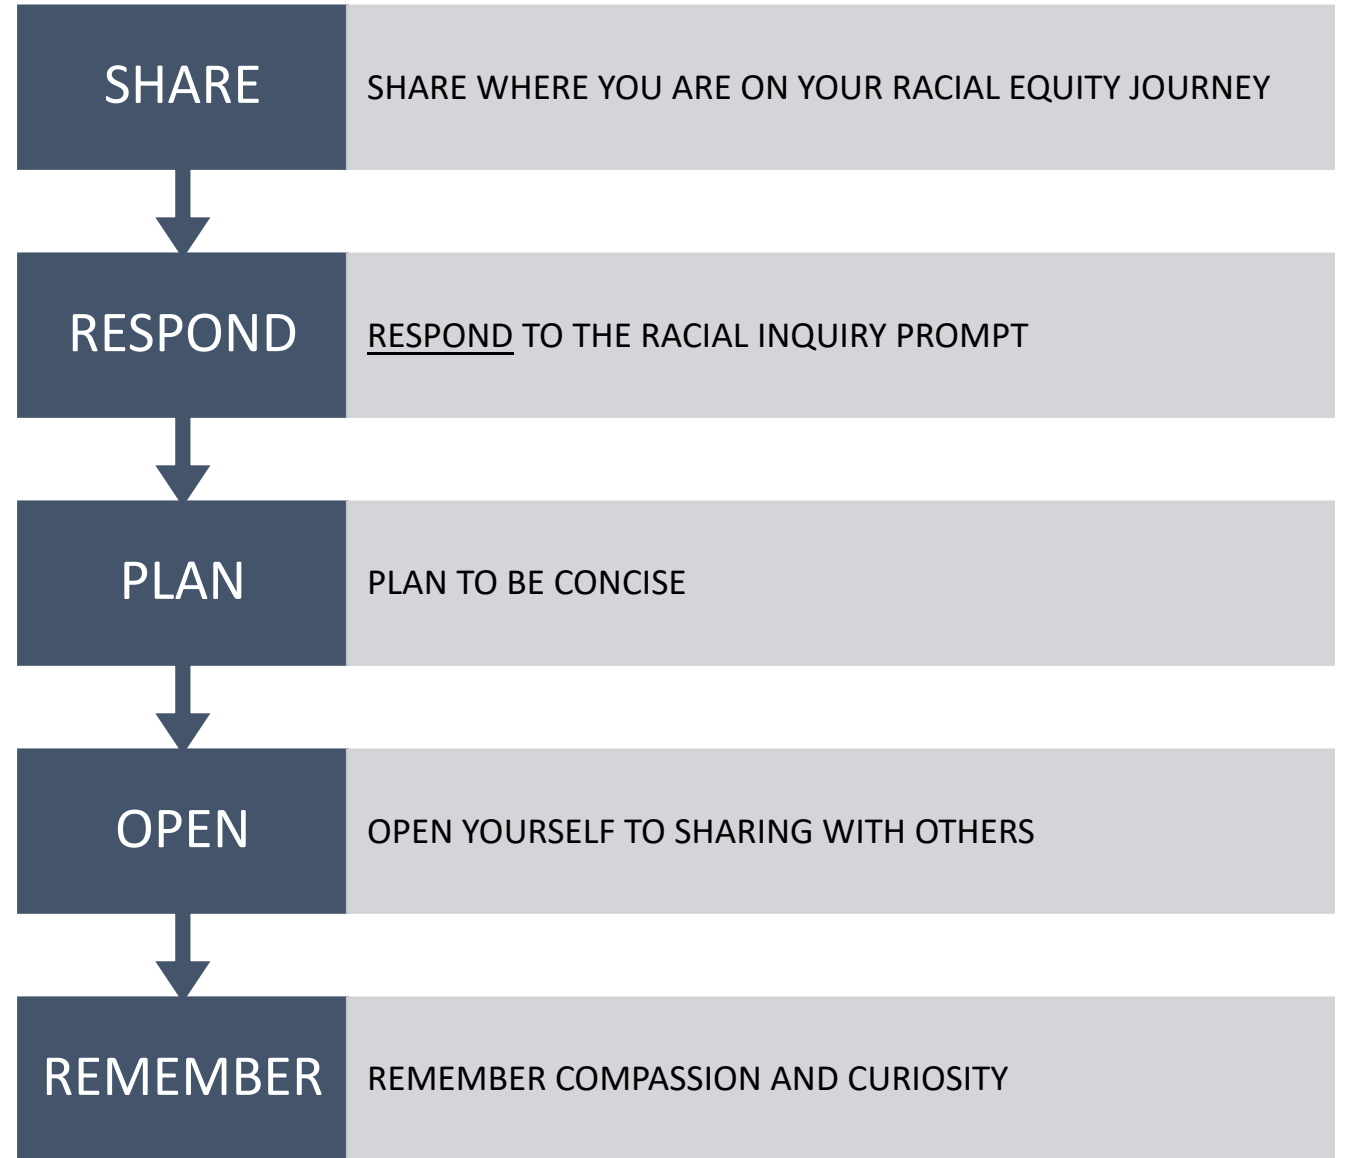 SHARE
SHARE WHERE YOU ARE ON YOUR RACIAL EQUITY JOURNEY
RESPOND
RESPOND TO THE RACIAL INQUIRY PROMPT
PLAN
PLAN TO BE CONCISE
OPEN
OPEN YOURSELF TO SHARING WITH OTHERS
REMEMBER
REMEMBER COMPASSION AND CURIOSITY